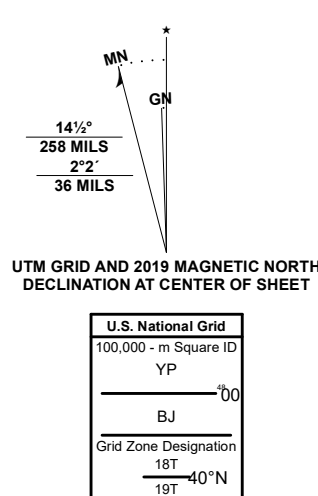 ★
MN
GN
14½°
258 MILS
2°2´
36 MILS
UTM GRID AND 2019 MAGNETIC NORTH
DECLINATION AT CENTER OF SHEET
U.S. National Grid
100,000 - m Square ID
YP
⁴⁸00
BJ
Grid Zone Designation
18T
40°N
19T